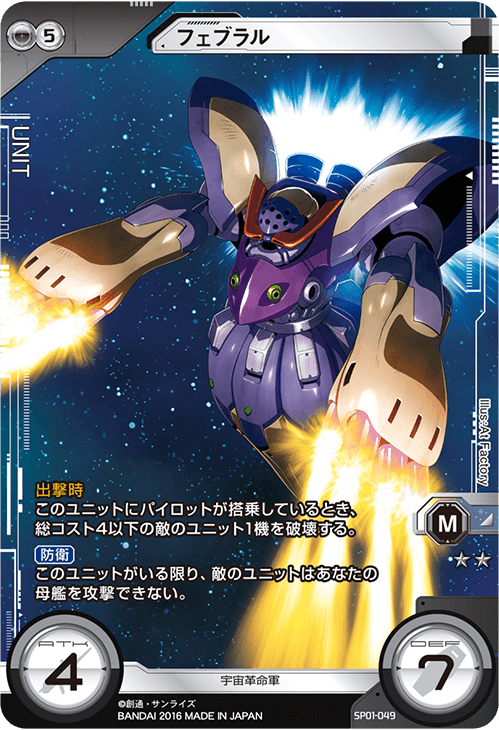 5
フェブラル
UNIT
Illus:At Factory
出撃時
このユニットにパイロットが搭乗しているとき、
総コスト4以下の敵のユニット1機を破壊する。
M
防衛
このユニットがいる限り、敵のユニットはあなたの
母艦を攻撃できない。
ATK
4
DEF
7
宇宙革命軍
©創通・サンライズ
BANDAI 2016 MADE IN JAPAN
SP01-049